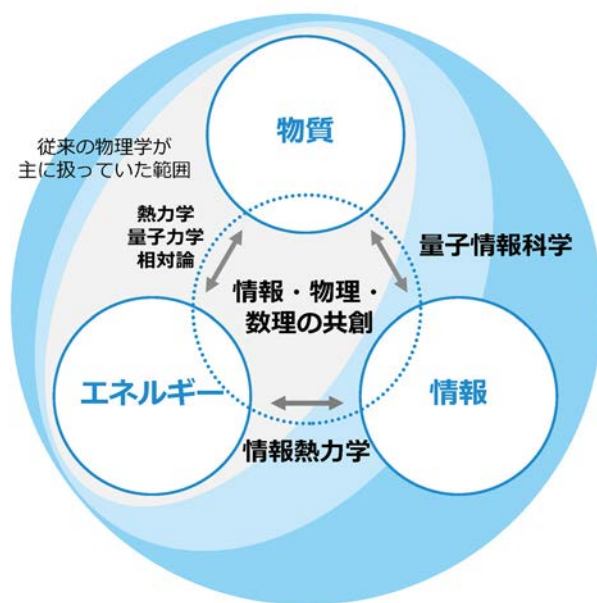 物質
従来の物理学が
主に扱っていた範囲
熱力学
量子力学
相対論
量子情報科学
情報・物理・
数理の共創
エネルギー
情報
情報熱力学